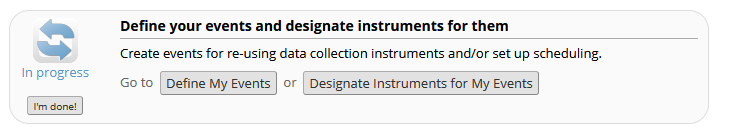 Define your events and designate instruments for them
Create events for re-using data collection instruments and/or set up scheduling.
In progress
Go to Define My Events or Designate Instruments for My Events
I'm done!